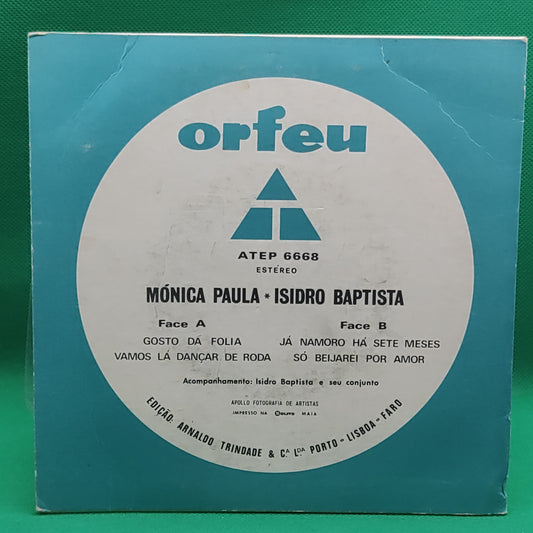 orfeu
ATEP 6668
ESTÉREO
MÓNICA PAULA * ISIDRO BAPTISTA
Face A
GOSTO DA FOLIA
VAMOS LÁ DANÇAR DE RODA
Face B
JÁ NAMORO HÁ SETE MESES
SÓ BEIJAREI POR AMOR
Acompanhamento: Isidro Baptista e seu conjunto
APOLLO FOTOGRAFIA DE ARTISTAS
IMPRESSO NA MAIA
EDIÇÃO: ARNALDO TRINDADE & C.A L.DA PORTO - LISBOA - FARO